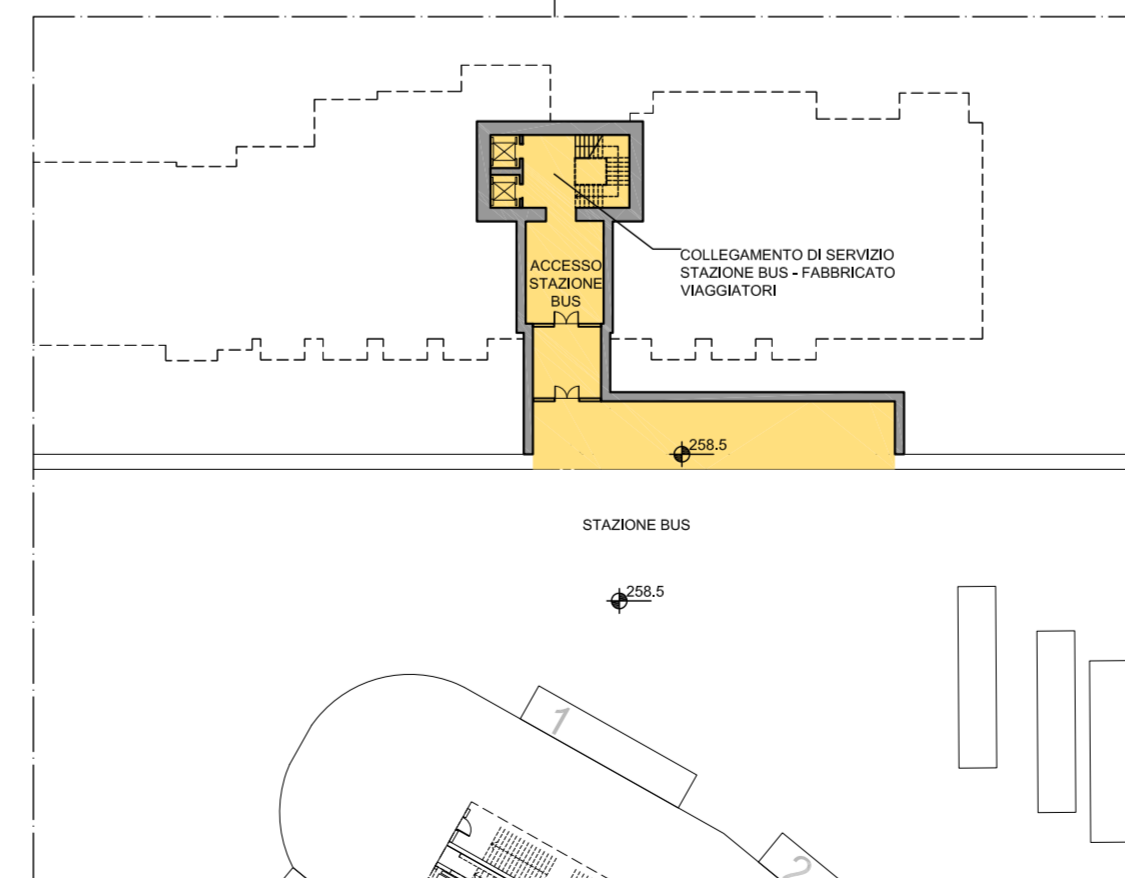 COLLEGAMENTO DI SERVIZIO
STAZIONE BUS - FABBRICATO
VIAGGIATORI
ACCESSO
STAZIONE
BUS
258.5
STAZIONE BUS
258.5
1
2